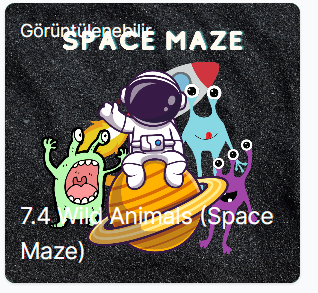 Görüntülenebilir
SPACE MAZE
7.4 Wild Animals (Space
Maze)